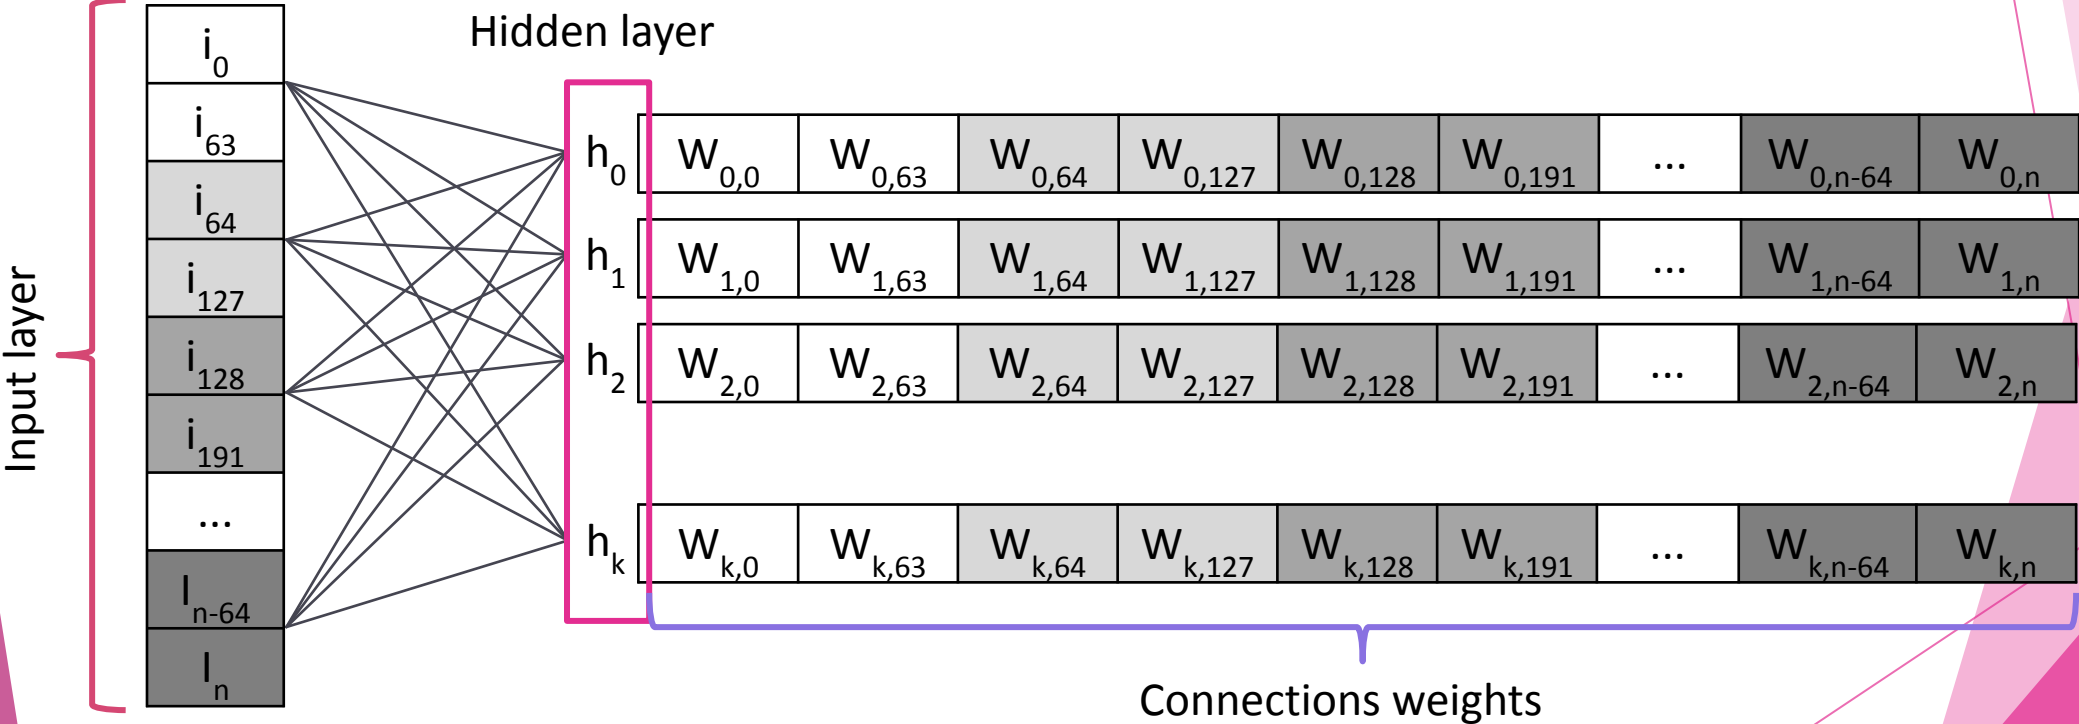 Hidden layer
Input layer
i0
i63
i64
i127
i128
i191
...
In-64
In
h0 W0,0 W0,63 W0,64 W0,127 W0,128 W0,191 ... W0,n-64 W0,n
h1 W1,0 W1,63 W1,64 W1,127 W1,128 W1,191 ... W1,n-64 W1,n
h2 W2,0 W2,63 W2,64 W2,127 W2,128 W2,191 ... W2,n-64 W2,n
hk Wk,0 Wk,63 Wk,64 Wk,127 Wk,128 Wk,191 ... Wk,n-64 Wk,n
Connections weights